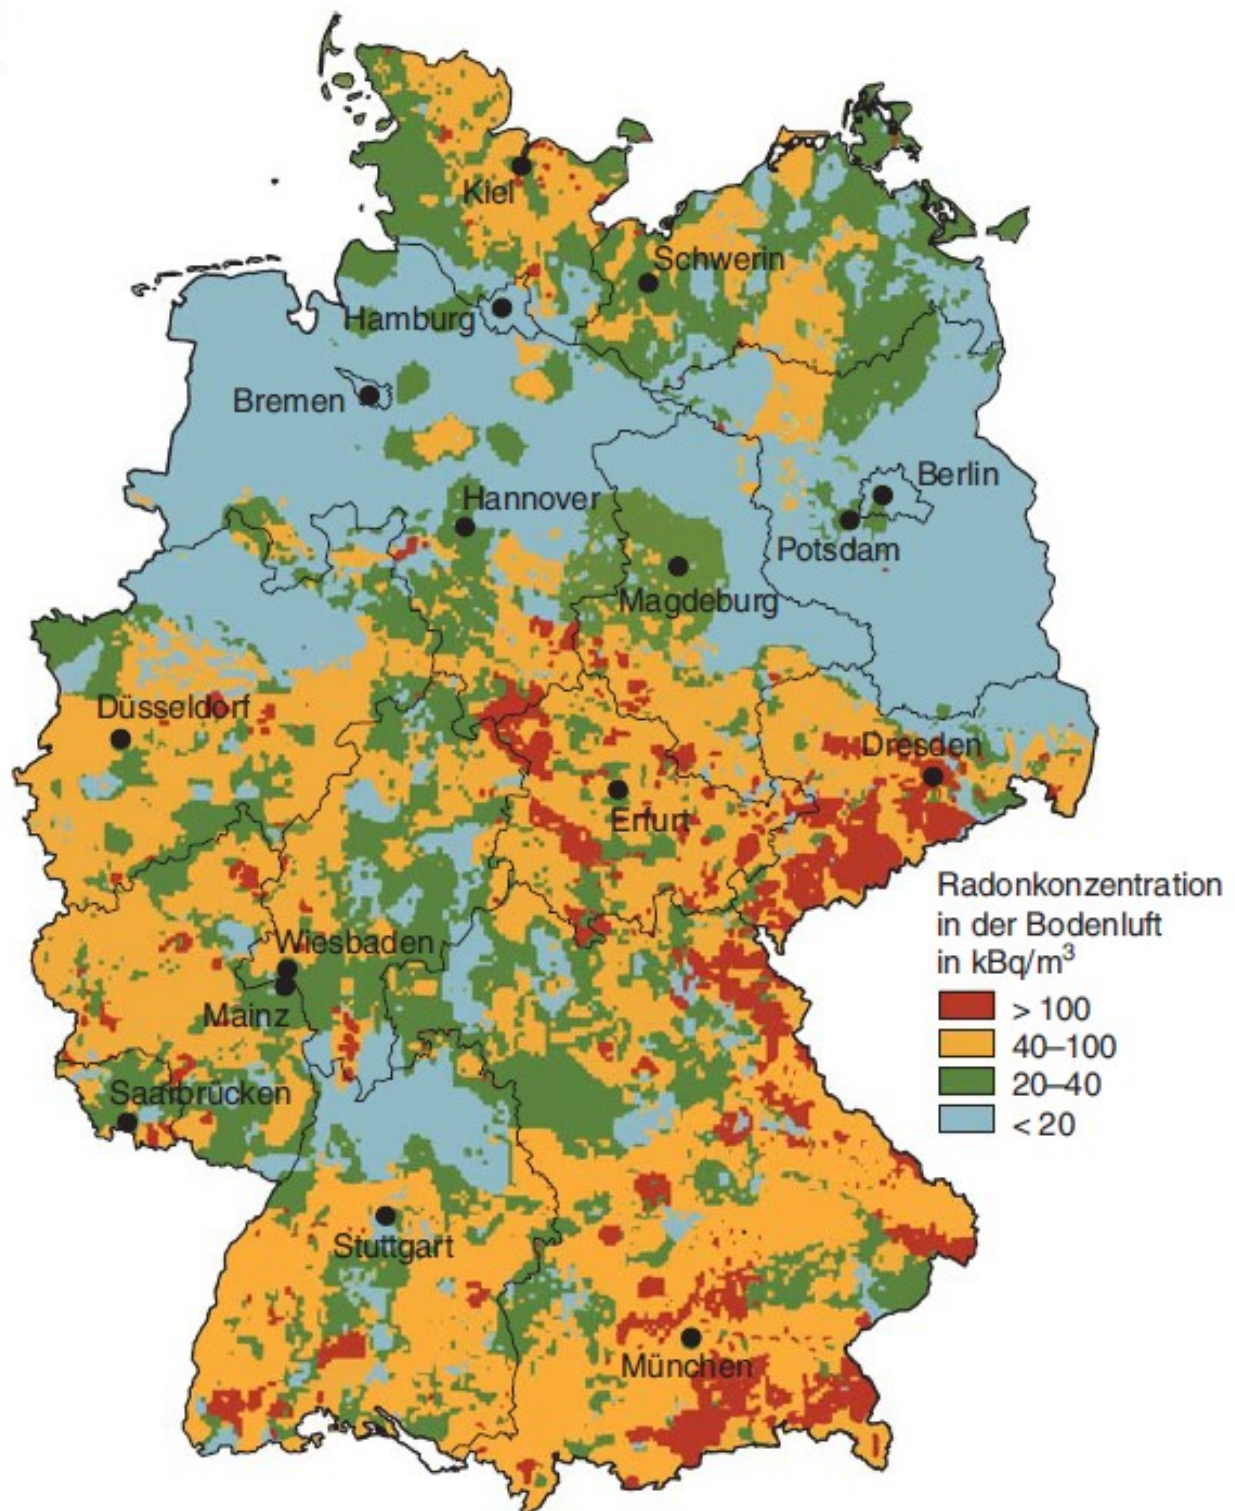 Kiel
Schwerin
Hamburg
Bremen
Berlin
Hannover
Potsdam
Magdeburg
Düsseldorf
Dresden
Erfurt
Radonkonzentration
in der Bodenluft
in kBq/m³
> 100
40–100
20–40
< 20
Wiesbaden
Mainz
Saarbrücken
Stuttgart
München